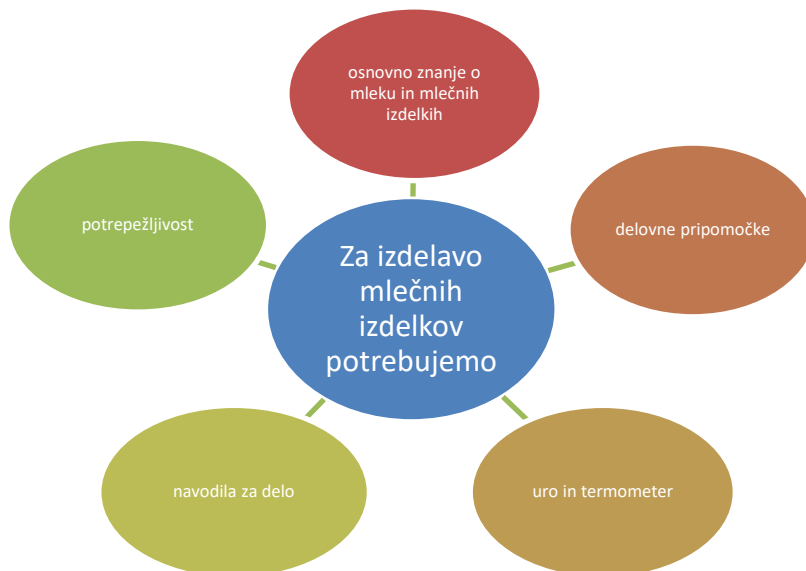 osnovno znanje o
mleku in mlečnih
izdelkih
potrepežljivost
delovne pripomočke
Za izdelavo
mlečnih
izdelkov
potrebujemo
navodila za delo
uro in termometer